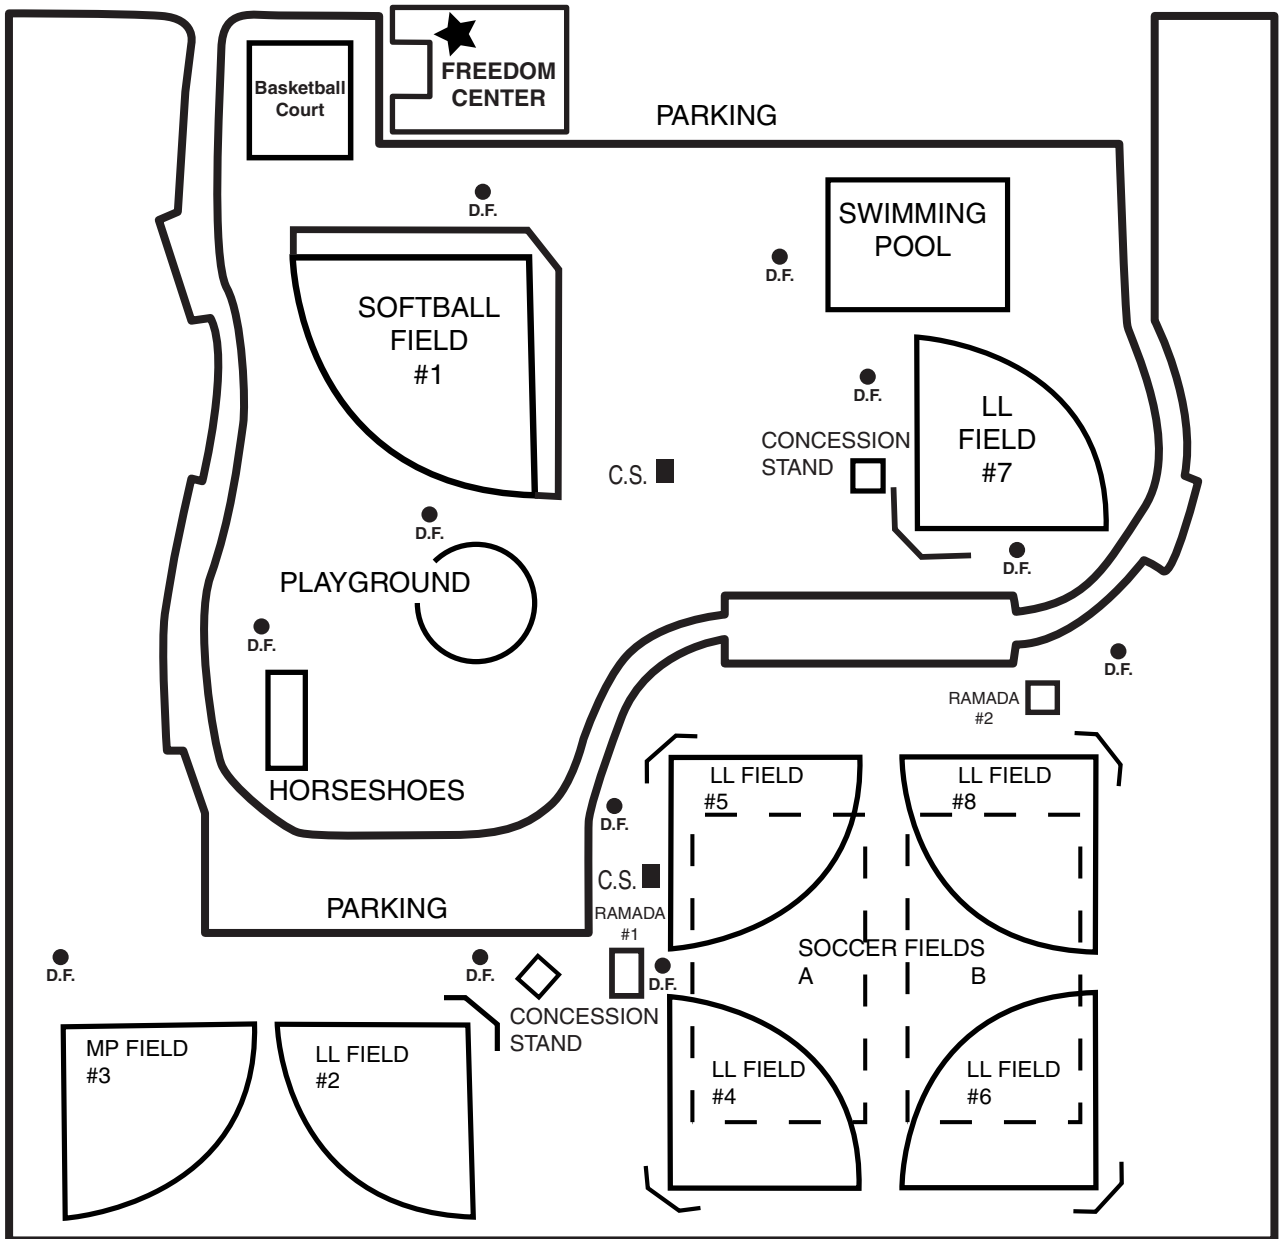 FREEDOM
CENTER
Basketball
Court
PARKING
D.F.
SWIMMING
POOL
D.F.
SOFTBALL
FIELD
#1
D.F.
LL
FIELD
#7
CONCESSION
STAND
C.S.
D.F.
D.F.
PLAYGROUND
D.F.
D.F.
RAMADA
#2
HORSESHOES
LL FIELD
#5
LL FIELD
#8
D.F.
C.S.
PARKING
RAMADA
#1
SOCCER FIELDS
A B
D.F.
D.F.
D.F.
CONCESSION
STAND
MP FIELD
#3
LL FIELD
#2
LL FIELD
#4
LL FIELD
#6